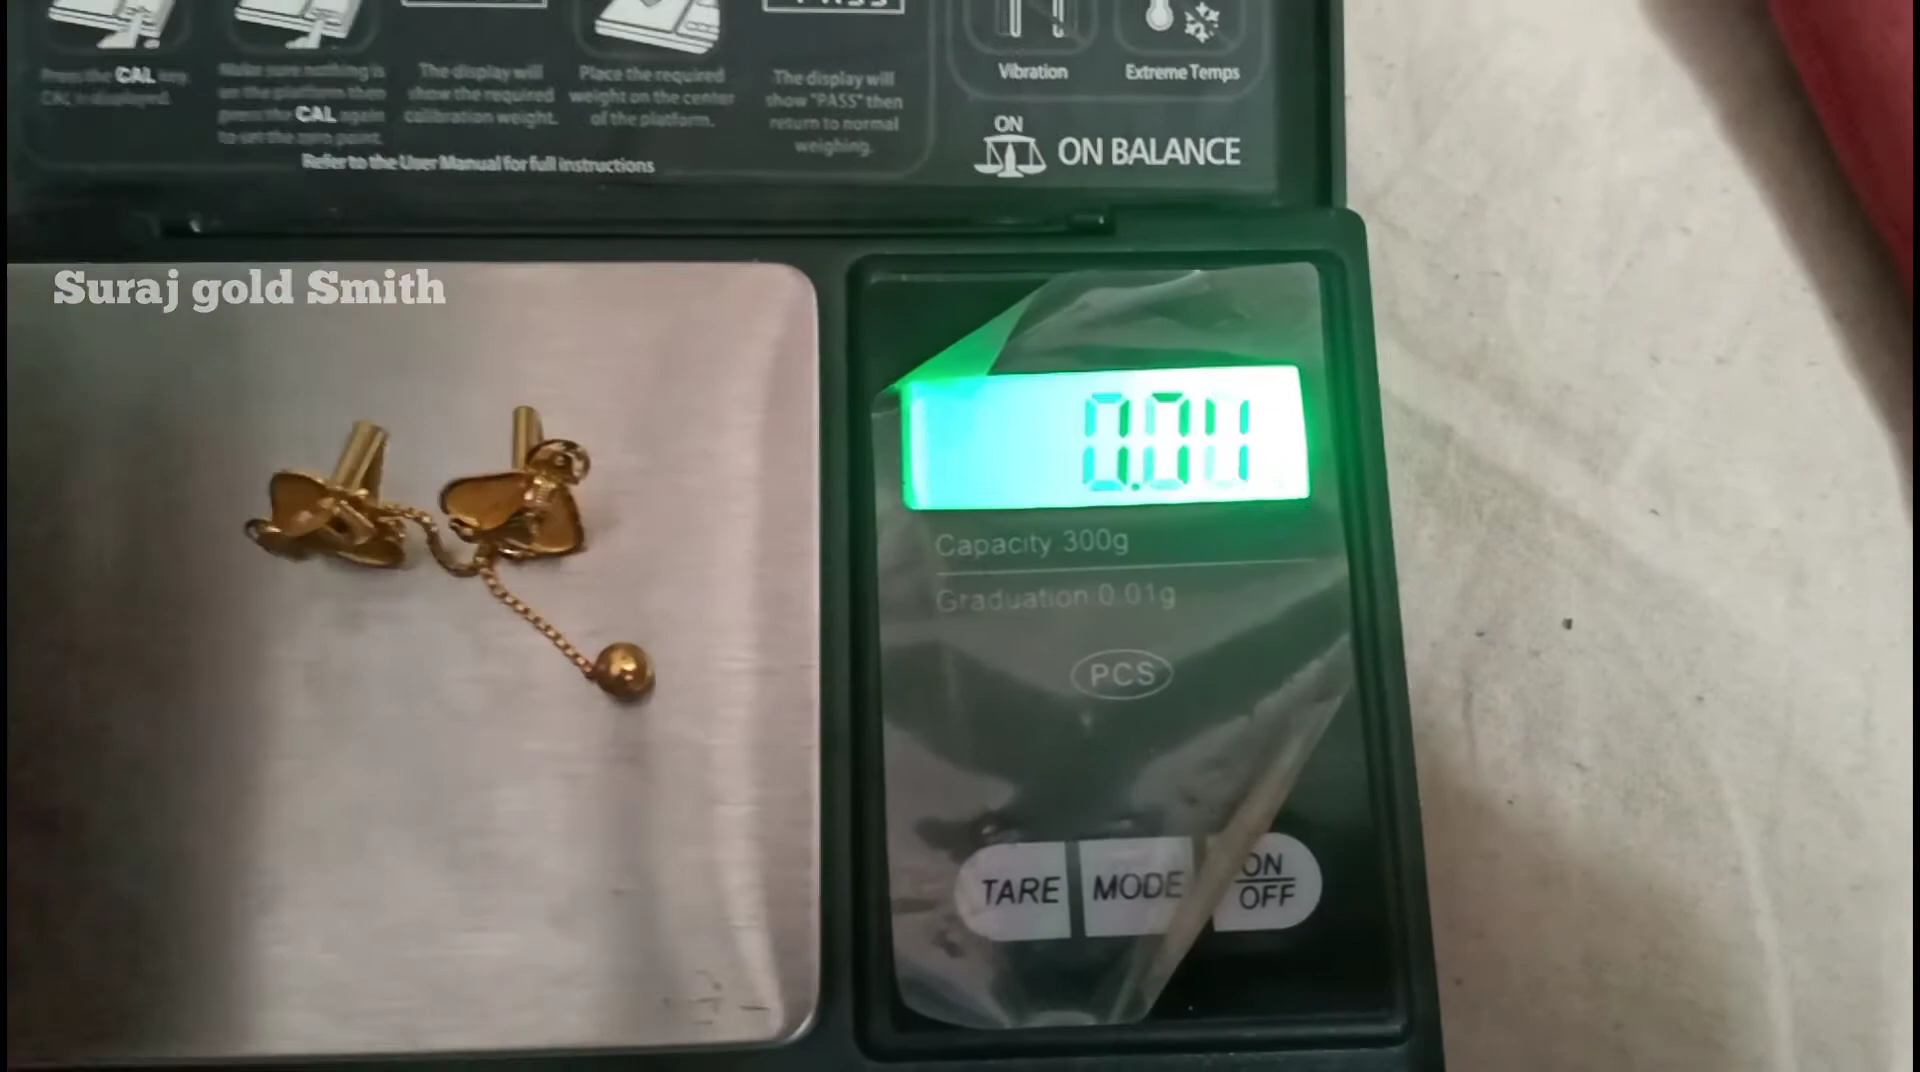 Press the CAL key
CAL is displayed.
Make sure nothing is
on the platform then
press the CAL again
to set the zero point.
The display will
show the required
calibration weight.
Place the required
weight on the center
of the platform.
The display will
show "PASS" then
return to normal
weighing.
Refer to the User Manual for full instructions
Vibration
Extreme Temps
ON
ON BALANCE
Suraj gold Smith
Capacity 300g
Graduation 0.01g
PCS
TARE
MODE
ON
OFF